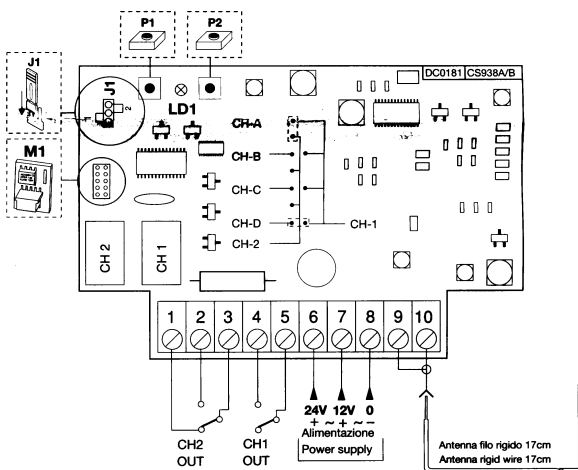 P1
P2
J1
DC0181
CS938A/B
J1
1
2
LD1
CH-A
M1
CH-B
CH-C
CH-D
CH-1
CH-2
CH 2
CH 1
1 2 3 4 5 6 7 8 9 10
24V 12V 0
+ ~ + ~ −
CH2
OUT
CH1
OUT
Alimentazione
Power supply
Antenna filo rigido 17cm
Antenna rigid wire 17cm